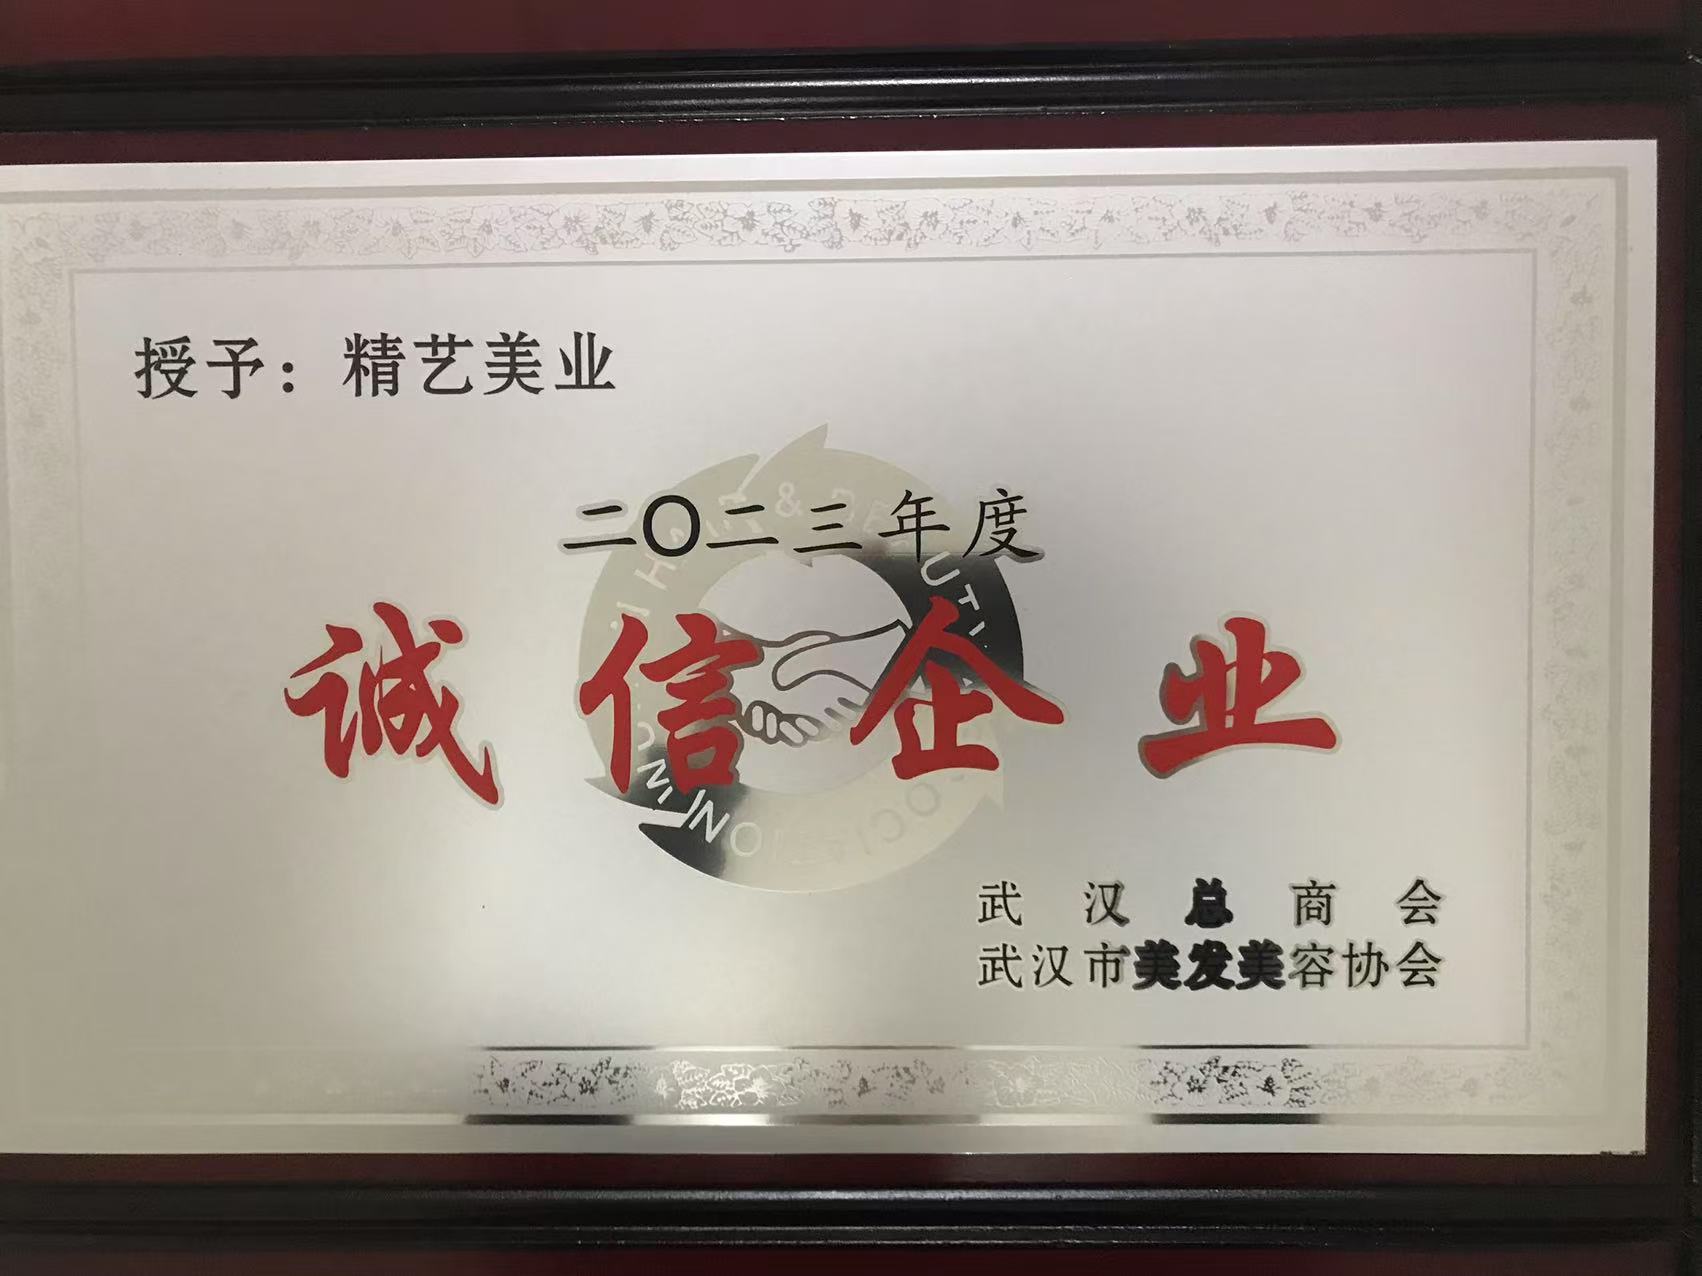 授予：精艺美业
二〇二三年度
诚信企业
武汉总商会
武汉市美发美容协会